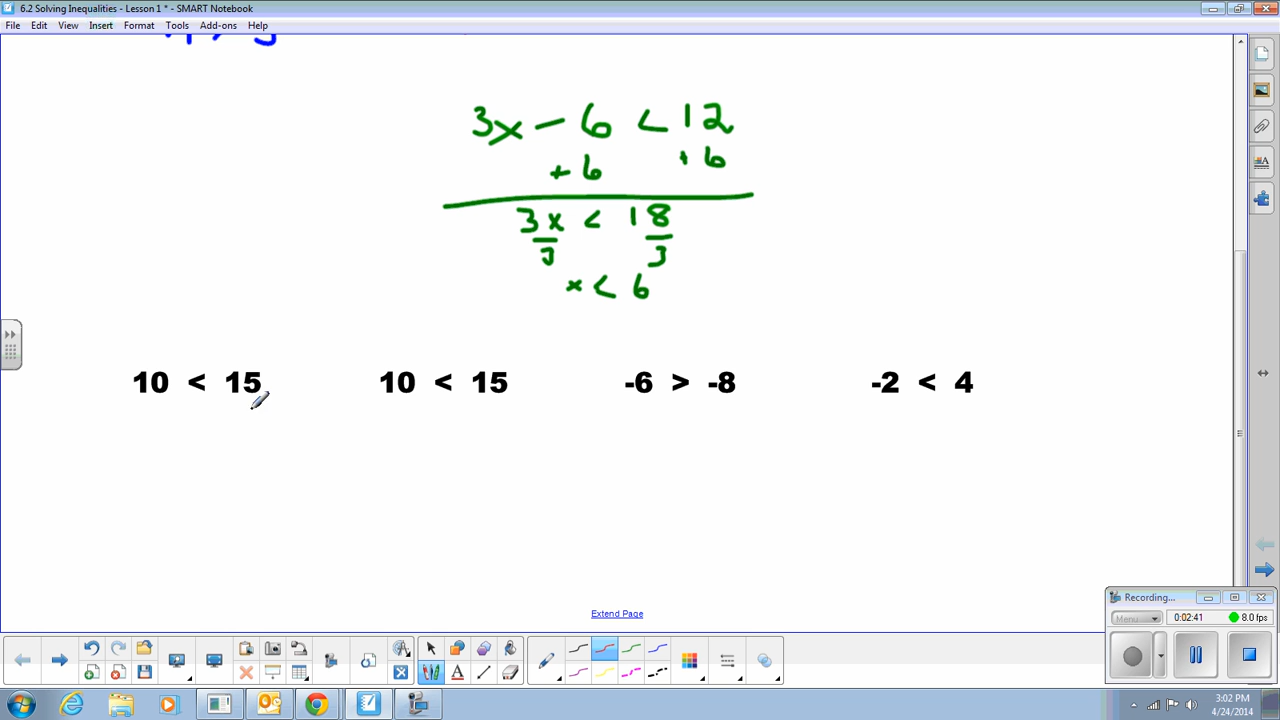 6.2 Solving Inequalities - Lesson 1 * - SMART Notebook
File Edit View Insert Format Tools Add-ons Help
3x - 6 < 12
+ 6 + 6
3x < 18
3 3
x < 6
10 < 15 10 < 15 -6 > -8 -2 < 4
Extend Page
Recording...
Menu 0:02:41 8.0 fps
3:02 PM
4/24/2014